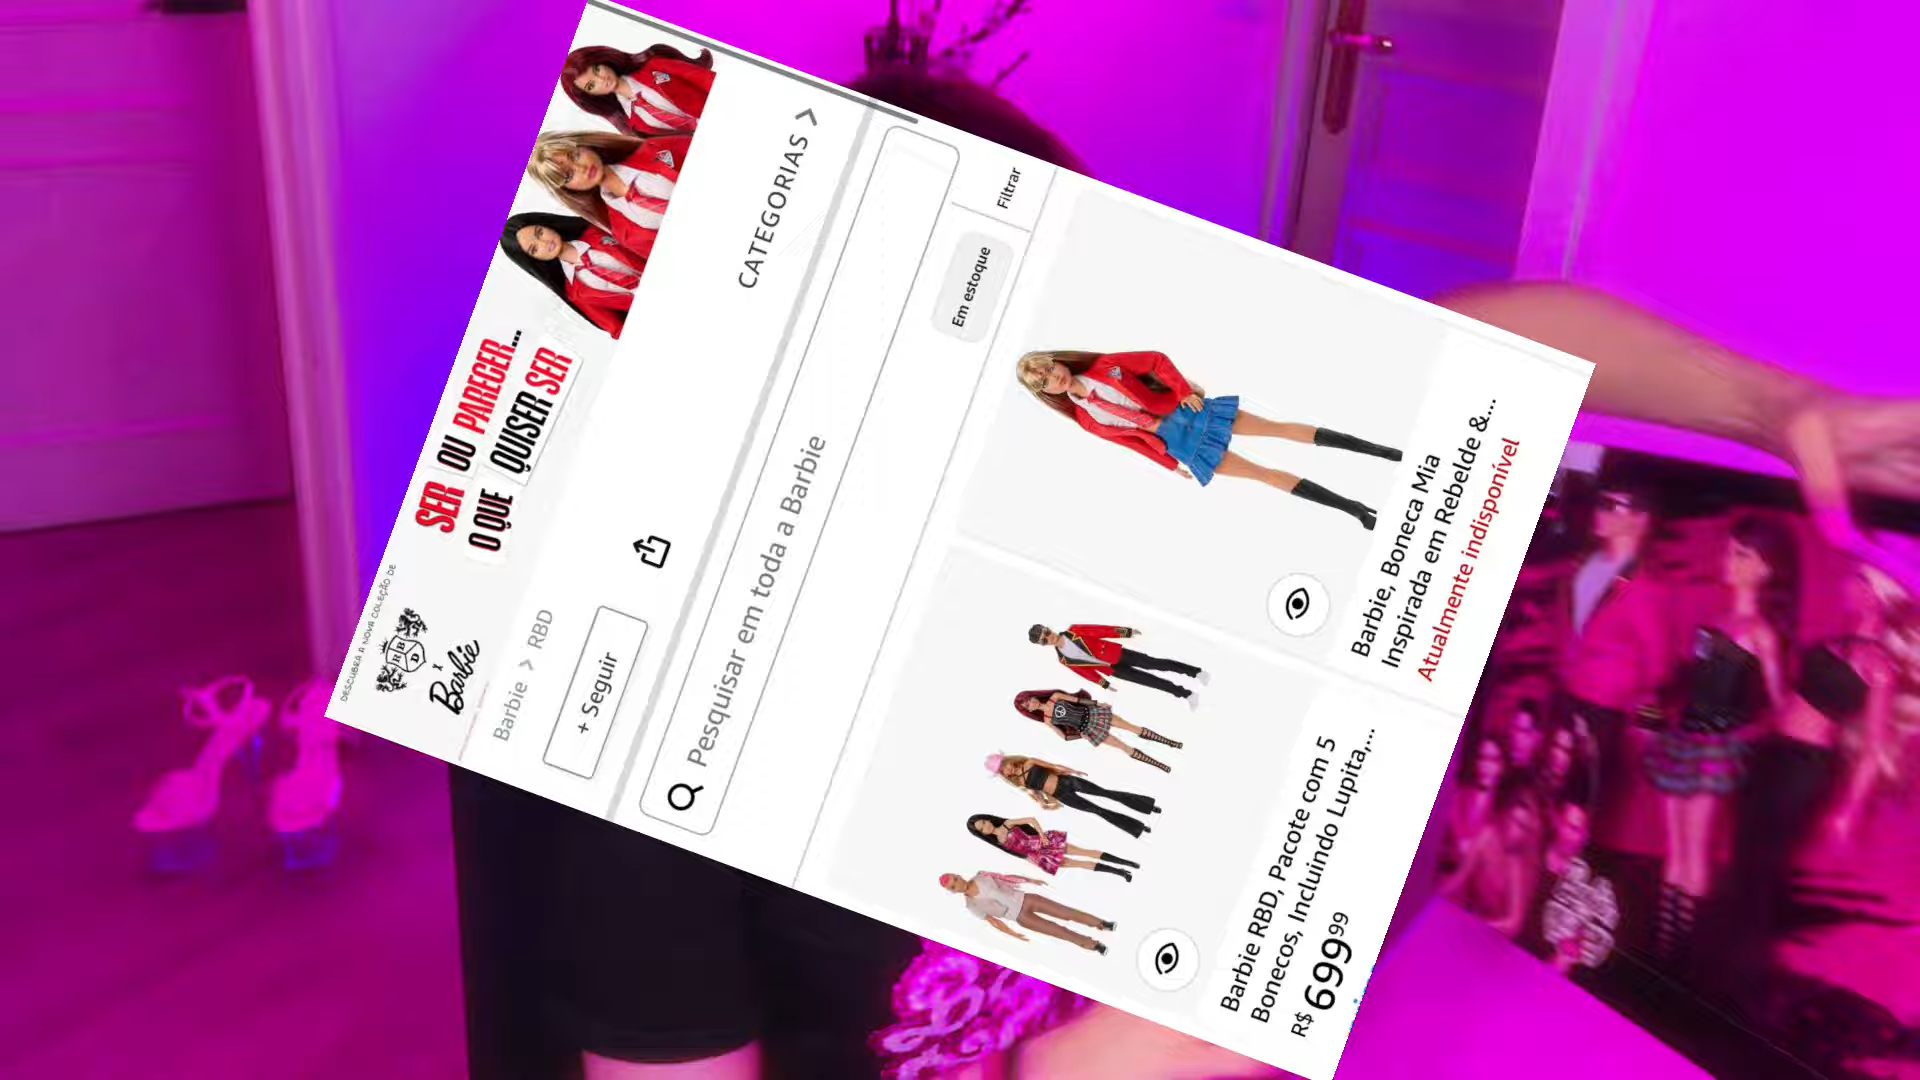 DESCUBRA A NOVA COLEÇÃO DE
RBD
x
Barbie
SER OU PARECER...
O QUE QUISER SER
Barbie > RBD
+ Seguir
CATEGORIAS
Pesquisar em toda a Barbie
Em estoque
Filtrar
Barbie RBD, Pacote com 5
Bonecos, Incluindo Lupita,...
R$ 699,99
Barbie, Boneca Mia
Inspirada em Rebelde &...
Atualmente indisponível